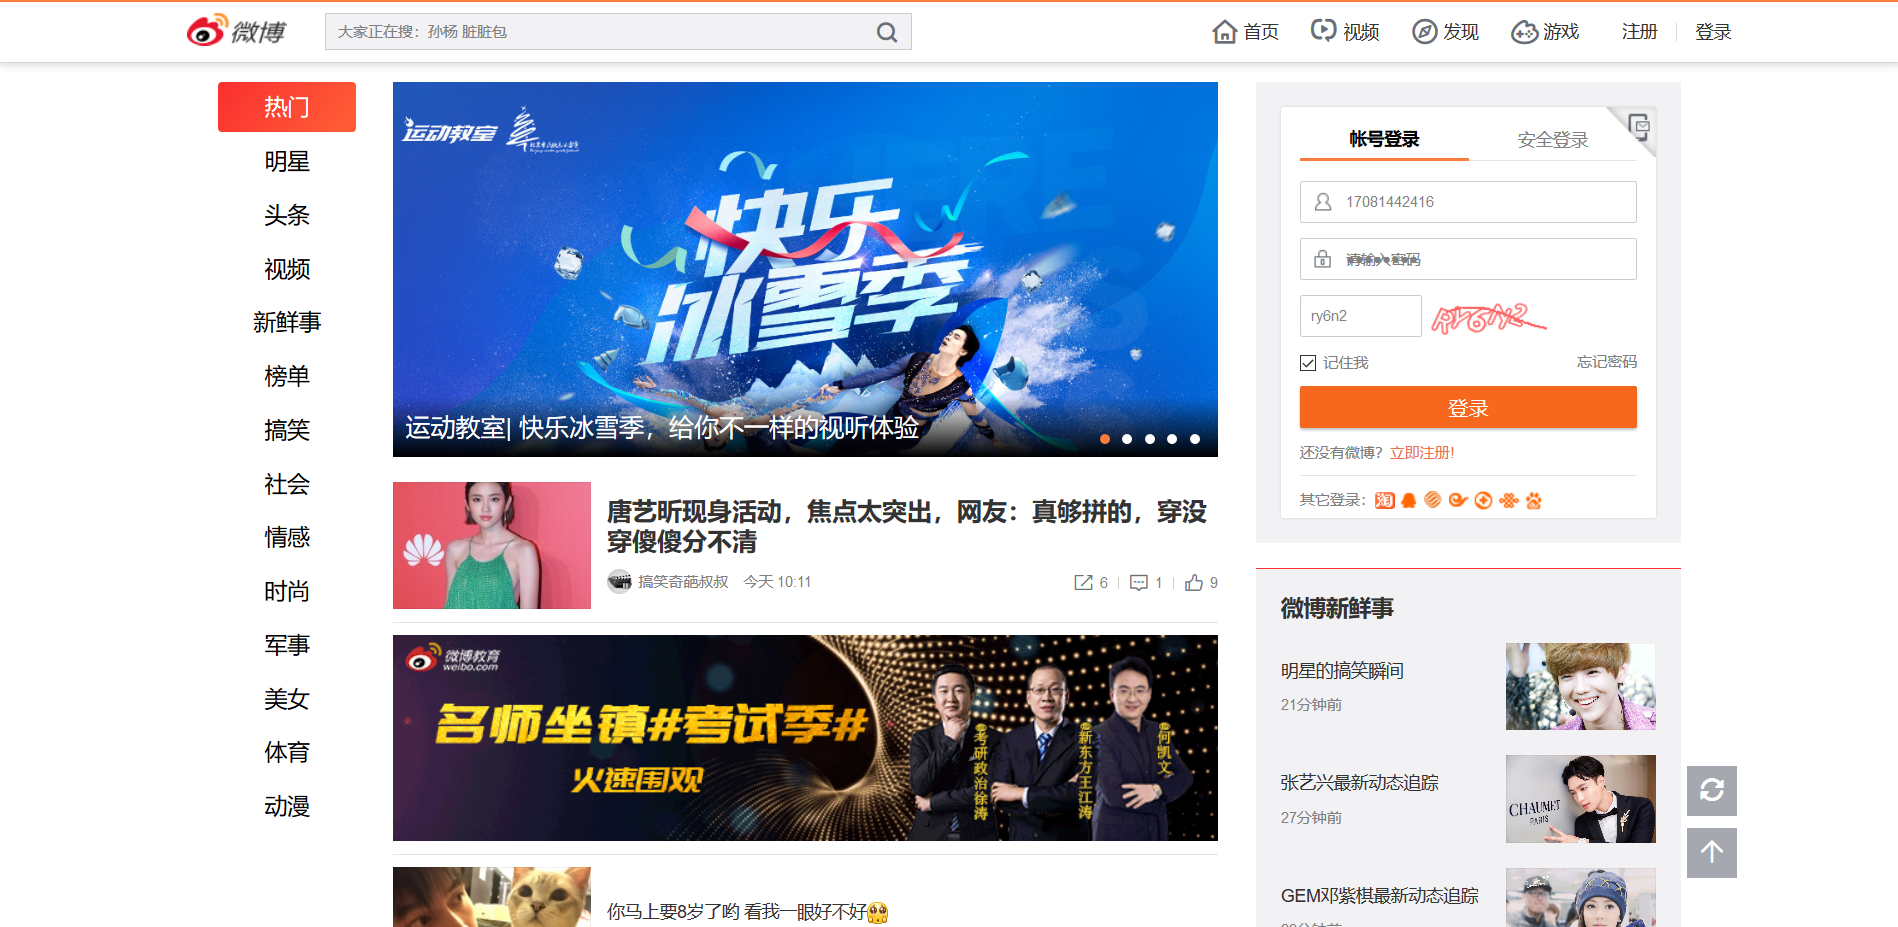 微博
大家正在搜：孙杨 脏脏包
首页
视频
发现
游戏
注册
登录
热门
明星
头条
视频
新鲜事
榜单
搞笑
社会
情感
时尚
军事
美女
体育
动漫
运动教室
快乐
冰雪季
运动教室| 快乐冰雪季，给你不一样的视听体验
唐艺昕现身活动，焦点太突出，网友：真够拼的，穿没
穿傻傻分不清
搞笑奇葩叔叔 今天 10:11
6
1
9
微博教育
weibo.com
名师坐镇#考试季#
火速围观
考研政治徐涛
新东方王江涛
何凯文
你马上要8岁了哟 看我一眼好不好
帐号登录
安全登录
17081442416
请输入密码
ry6n2
RY6N2
记住我
忘记密码
登录
还没有微博？立即注册!
其它登录：
淘
微博新鲜事
明星的搞笑瞬间
21分钟前
张艺兴最新动态追踪
27分钟前
CHAUMET
PARIS
GEM邓紫棋最新动态追踪